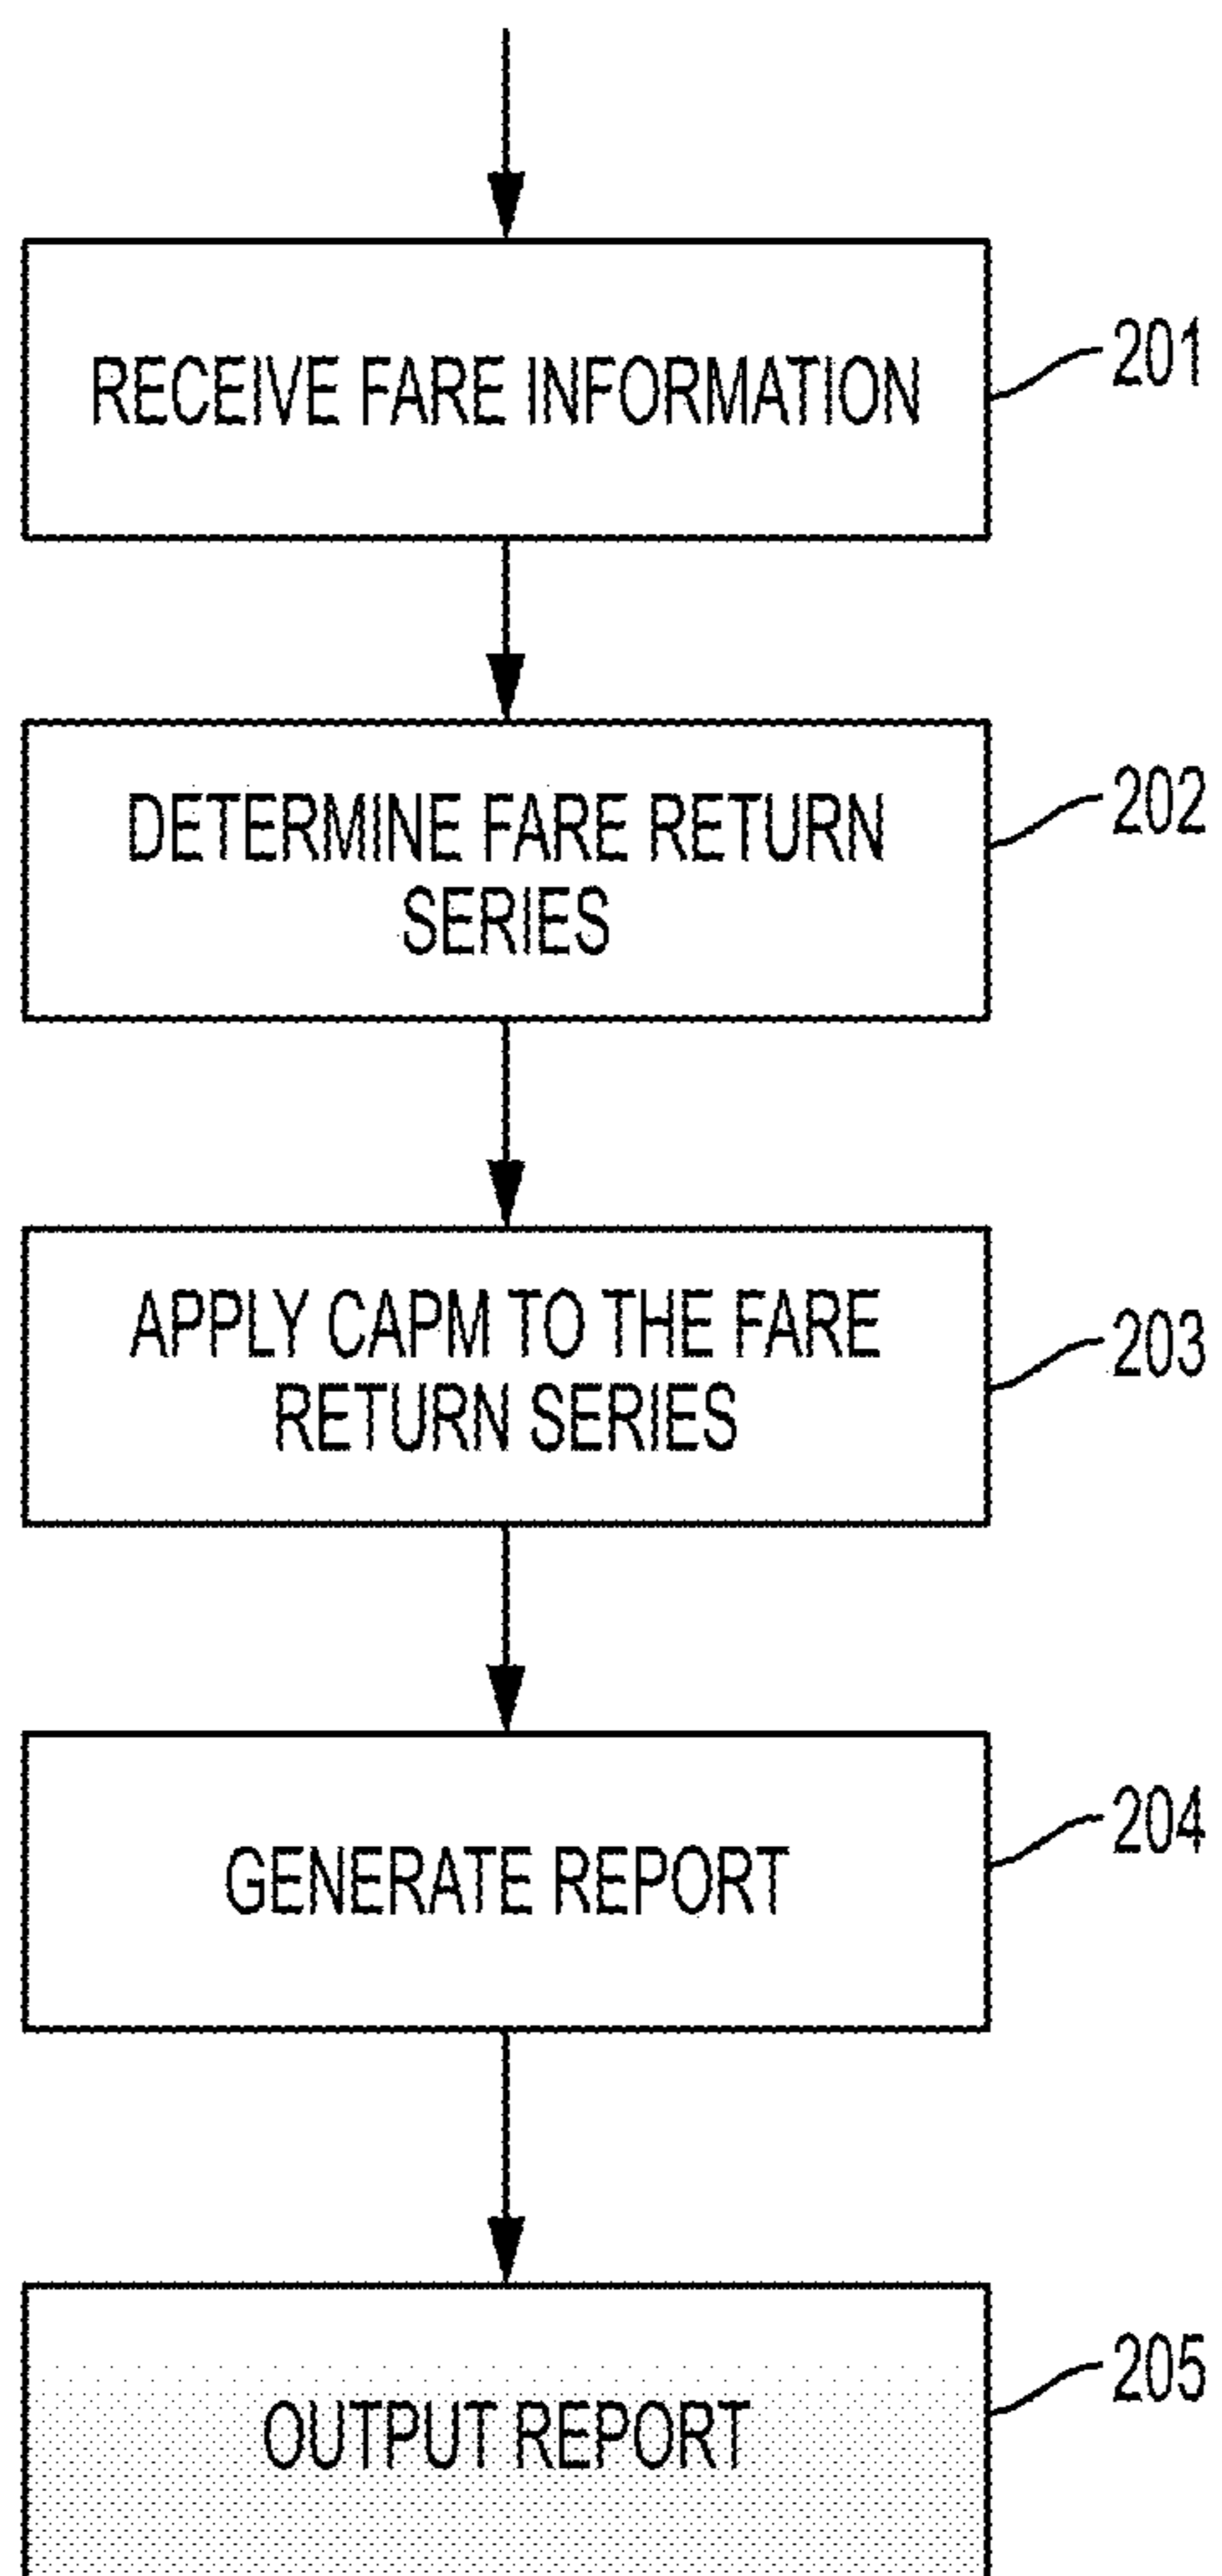 RECEIVE FARE INFORMATION
201
DETERMINE FARE RETURN
SERIES
202
APPLY CAPM TO THE FARE
RETURN SERIES
203
GENERATE REPORT
204
OUTPUT REPORT
205